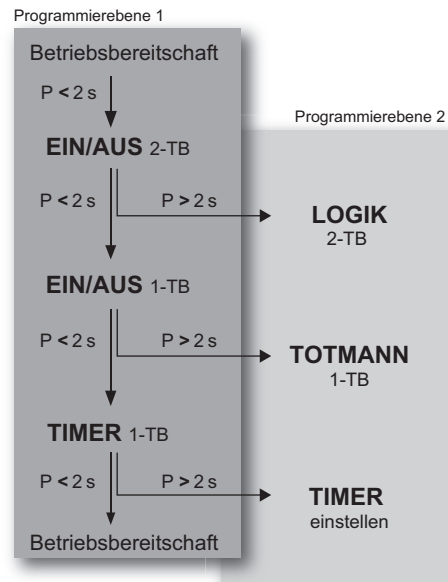 Programmierebene 1
Betriebsbereitschaft
P < 2 s
Programmierebene 2
EIN/AUS 2-TB
P < 2 s
P > 2 s
LOGIK
2-TB
EIN/AUS 1-TB
P < 2 s
P > 2 s
TOTMANN
1-TB
TIMER 1-TB
P < 2 s
P > 2 s
TIMER
einstellen
Betriebsbereitschaft